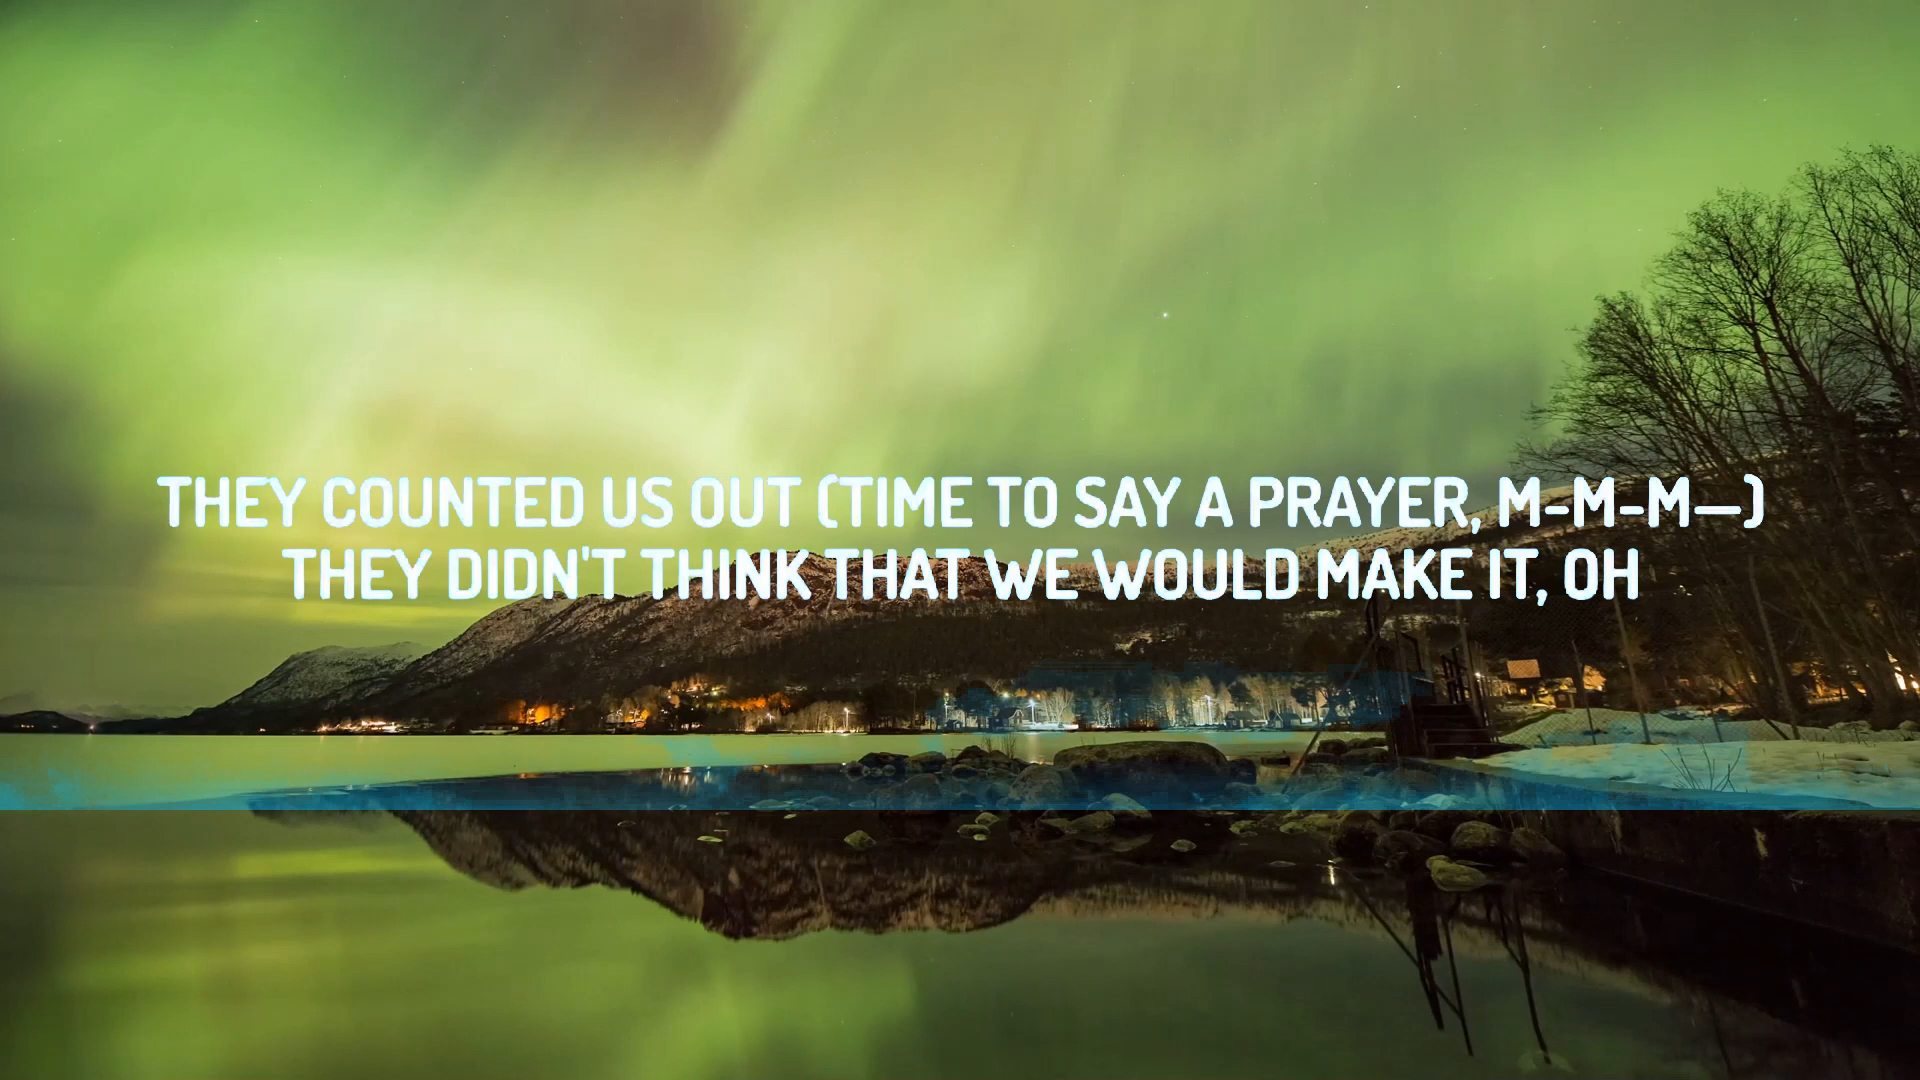 THEY COUNTED US OUT (TIME TO SAY A PRAYER, M-M-M—)
THEY DIDN'T THINK THAT WE WOULD MAKE IT, OH